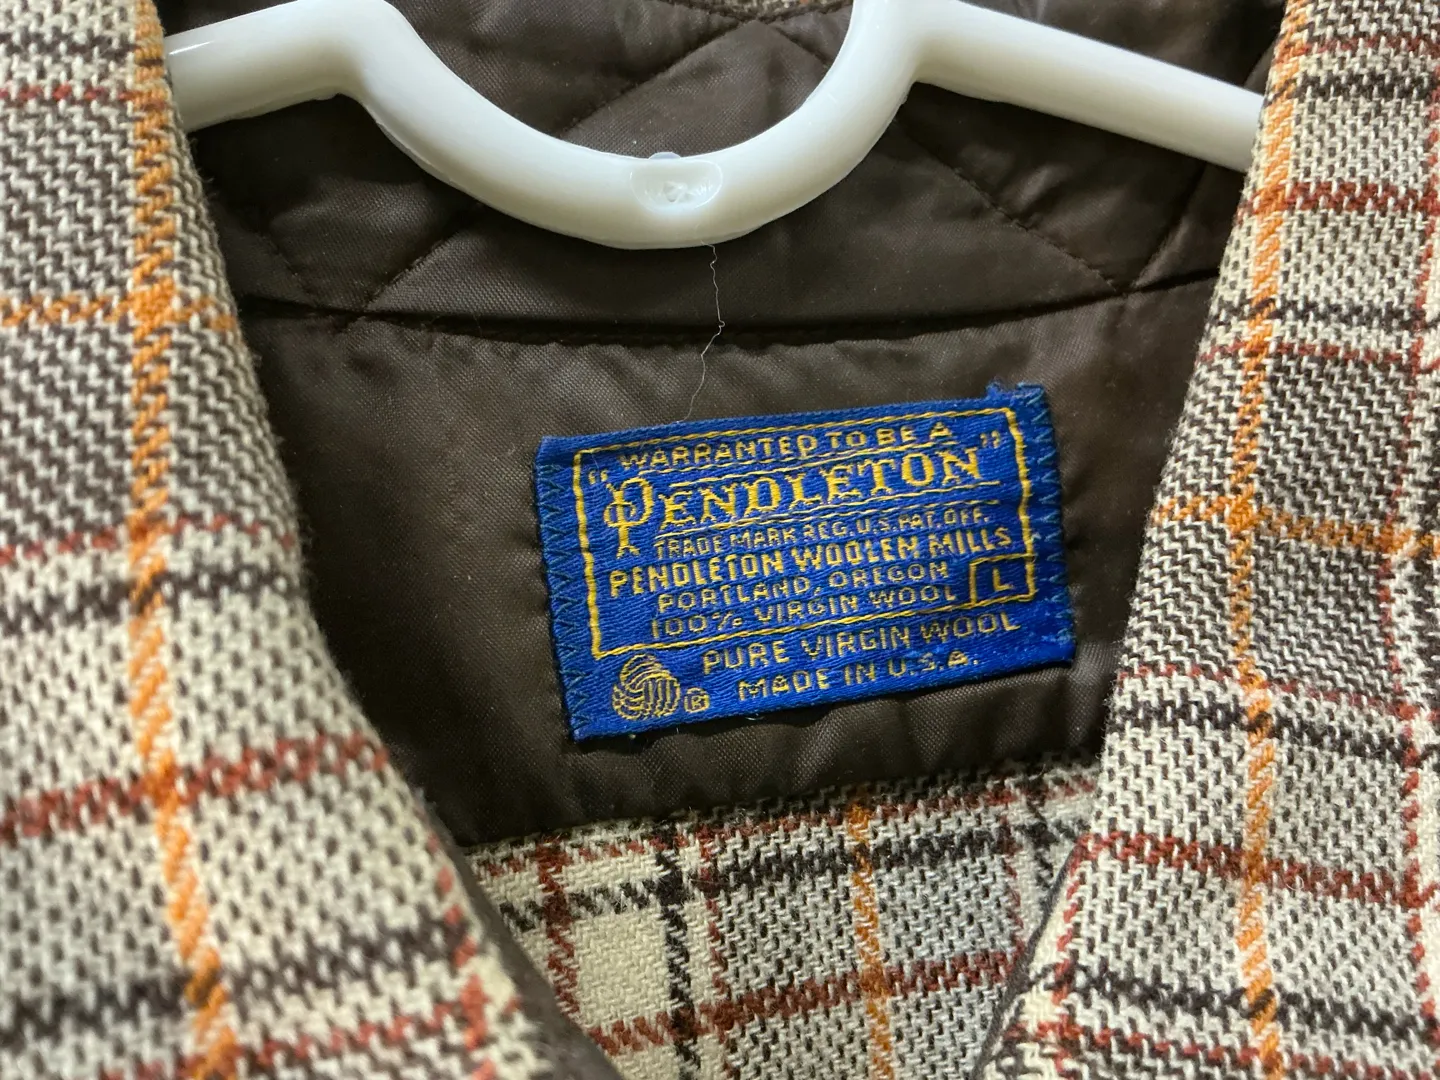 WARRANTED TO BE A
"PENDLETON"
TRADE MARK REG. U.S. PAT. OFF.
PENDLETON WOOLEN MILLS
PORTLAND, OREGON
100% VIRGIN WOOL L
PURE VIRGIN WOOL
® MADE IN U.S.A.